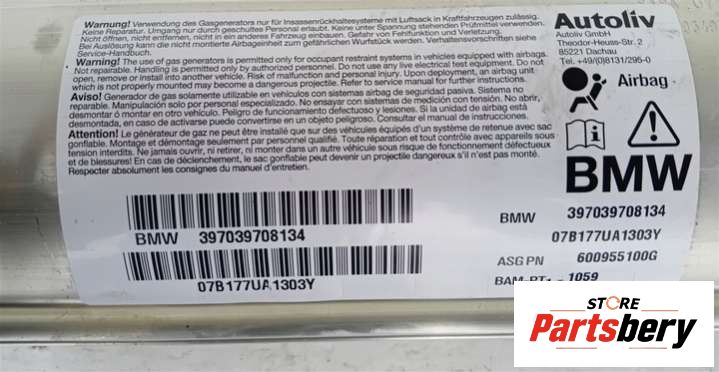 Warnung! Verwendung des Gasgenerators nur für Insassenrückhaltesysteme mit Luftsack in Kraftfahrzeugen zulässig.
Keine Reparatur. Umgang nur durch geschultes Personal erlaubt. Nicht mit Spannungsmessgeräten prüfen.
Nicht öffnen, nicht in ein anderes Fahrzeug einbauen. Gefahr von Fehlfunktion und Verletzung.
Bei Auslösung kann die nicht montierte Airbageinheit zum gefährlichen Wurfstück werden. Verhaltensvorschriften siehe
Service-Handbuch.
Warning! The use of gas generators is permitted only for occupant restraint systems in vehicles equipped with airbags.
Not repairable. Handling is permitted only by authorized personnel. Do not use any live electrical test equipment. Do not
open, remove or install into another vehicle. Risk of malfunction and personal injury. Upon deployment, an airbag unit
which is not properly mounted may become a dangerous projectile. Refer to service manual for further instructions.
Aviso! Generador de gas solamente utilizable en vehículos con sistemas airbag de seguridad pasiva. Sistema no
reparable. Manipulación solo por personal especializado. No ensayar con sistemas de medición con tensión. No abrir,
desmontar ó montar en otro vehículo. Peligro de funcionamiento defectuoso y lesiones. Si la unidad de airbag está
desmontada, en caso de activarse puede convertirse en un objeto peligroso. Consultar el manual de instrucciones.
Attention! Le générateur de gaz ne peut être installé que sur des véhicules équipés d'un système de retenue avec sac
gonflable. Montage et démontage seulement par personnel qualifié. Toute réparation et tout contrôle avec appareils sous
tension interdits. Ne jamais ouvrir, ni retirer, ni monter dans un autre véhicule sous risque de fonctionnement défectueux
et de blessures! En cas de déclenchement, le sac gonflable peut devenir un projectile dangereux s'il n'est pas monté.
Respecter absolument les consignes du manuel d'entretien.
Autoliv
Autoliv GmbH
Theodor-Heuss-Str. 2
85221 Dachau
Tel. +49/(0)8131/295-0
Airbag
BMW
BMW 397039708134
07B177UA1303Y
BMW 397039708134
07B177UA1303Y
ASG PN 600955100G
1059
STORE
Partsbery